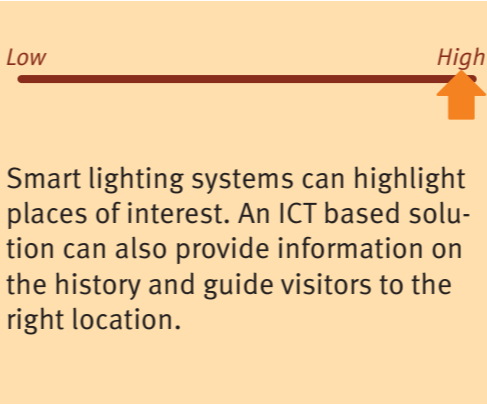 Low High
Smart lighting systems can highlight
places of interest. An ICT based solu-
tion can also provide information on
the history and guide visitors to the
right location.